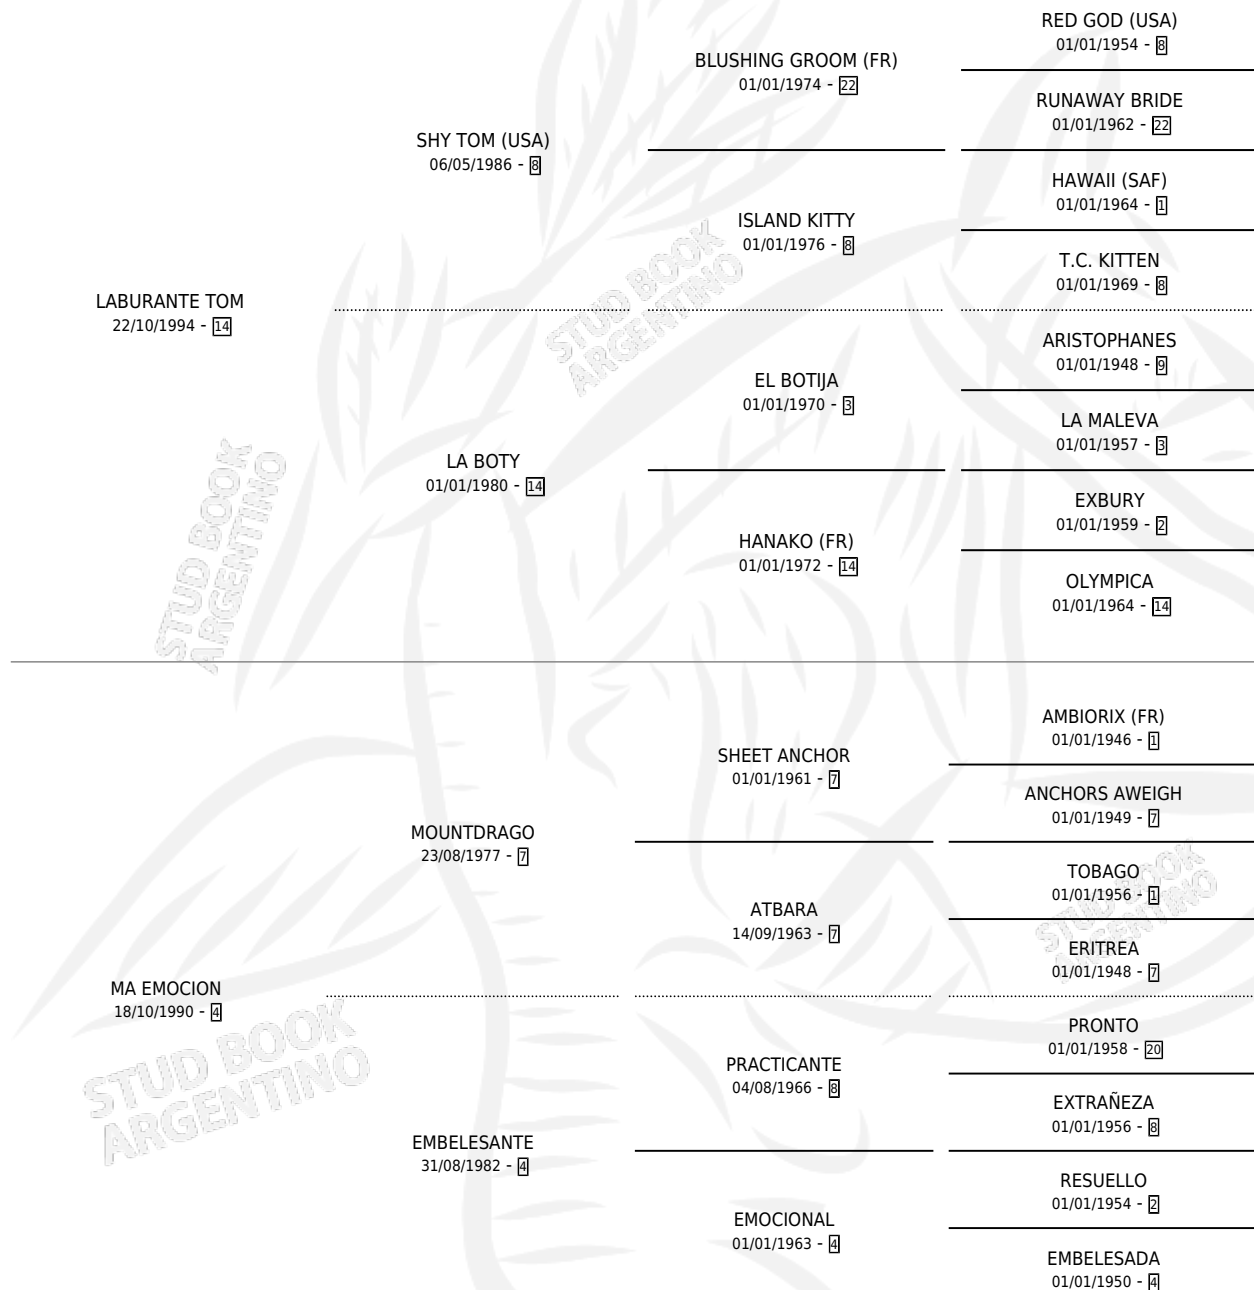 LABURANTE TOM
22/10/1994 - 14
SHY TOM (USA)
06/05/1986 - 8
LA BOTY
01/01/1980 - 14
BLUSHING GROOM (FR)
01/01/1974 - 22
ISLAND KITTY
01/01/1976 - 8
EL BOTIJA
01/01/1970 - 3
HANAKO (FR)
01/01/1972 - 14
RED GOD (USA)
01/01/1954 - 8
RUNAWAY BRIDE
01/01/1962 - 22
HAWAII (SAF)
01/01/1964 - 1
T.C. KITTEN
01/01/1969 - 8
ARISTOPHANES
01/01/1948 - 9
LA MALEVA
01/01/1957 - 3
EXBURY
01/01/1959 - 2
OLYMPICA
01/01/1964 - 14
MA EMOCION
18/10/1990 - 4
MOUNTDRAGO
23/08/1977 - 7
EMBELESANTE
31/08/1982 - 4
SHEET ANCHOR
01/01/1961 - 7
ATBARA
14/09/1963 - 7
PRACTICANTE
04/08/1966 - 8
EMOCIONAL
01/01/1963 - 4
AMBIORIX (FR)
01/01/1946 - 1
ANCHORS AWEIGH
01/01/1949 - 7
TOBAGO
01/01/1956 - 1
ERITREA
01/01/1948 - 7
PRONTO
01/01/1958 - 20
EXTRAÑEZA
01/01/1956 - 8
RESUELLO
01/01/1954 - 2
EMBELESADA
01/01/1950 - 4
STUD BOOK
ARGENTINO
STUD BOOK
ARGENTINO
STUD BOOK
ARGENTINO
STUD BOOK
ARGENTINO